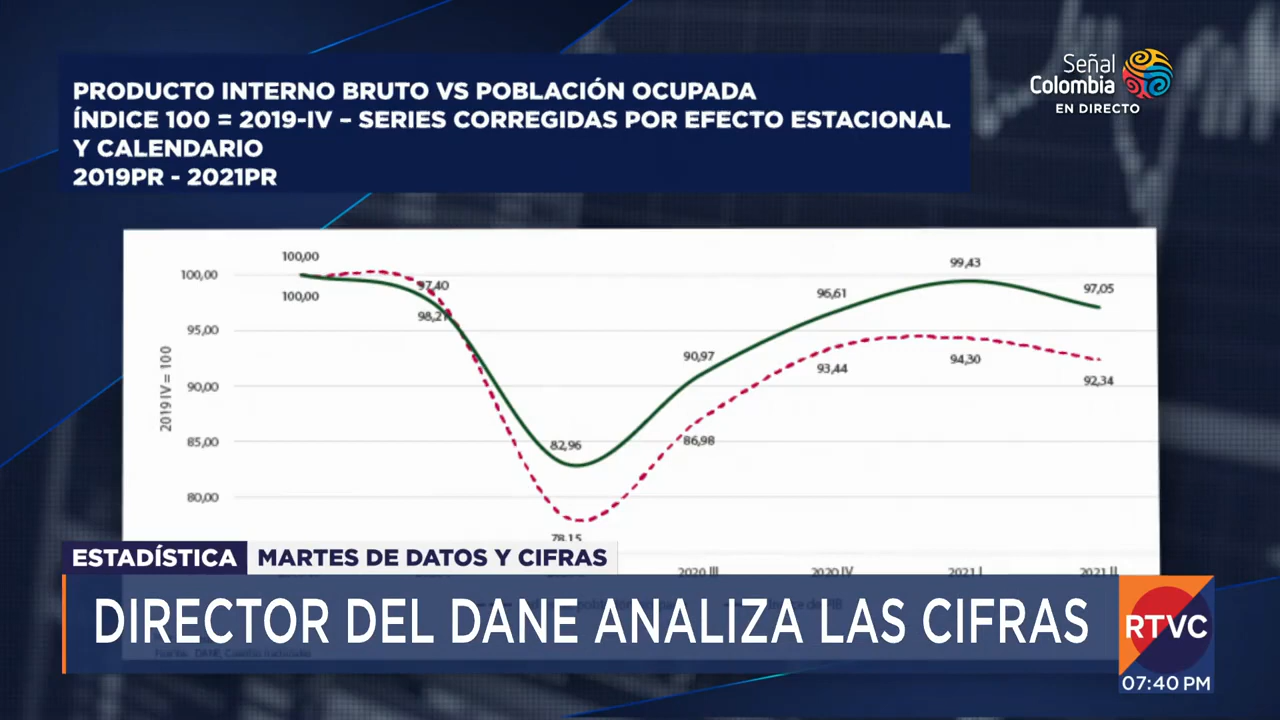 PRODUCTO INTERNO BRUTO VS POBLACIÓN OCUPADA
ÍNDICE 100 = 2019-IV – SERIES CORREGIDAS POR EFECTO ESTACIONAL
Y CALENDARIO
2019PR - 2021PR
Señal
Colombia
EN DIRECTO
2019 IV = 100
100,00
95,00
90,00
85,00
80,00
100,00
100,00
97,40
98,21
82,96
78,15
90,97
86,98
96,61
93,44
99,43
94,30
97,05
92,34
2020 III
2020 IV
2021 I
2021 II
ESTADÍSTICA
MARTES DE DATOS Y CIFRAS
DIRECTOR DEL DANE ANALIZA LAS CIFRAS
RTVC
07:40 PM